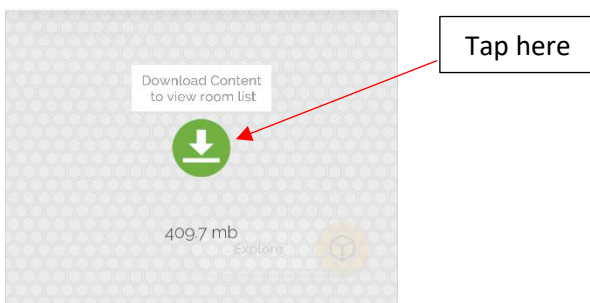 Tap here
Download Content
to view room list
409.7 mb
Explore